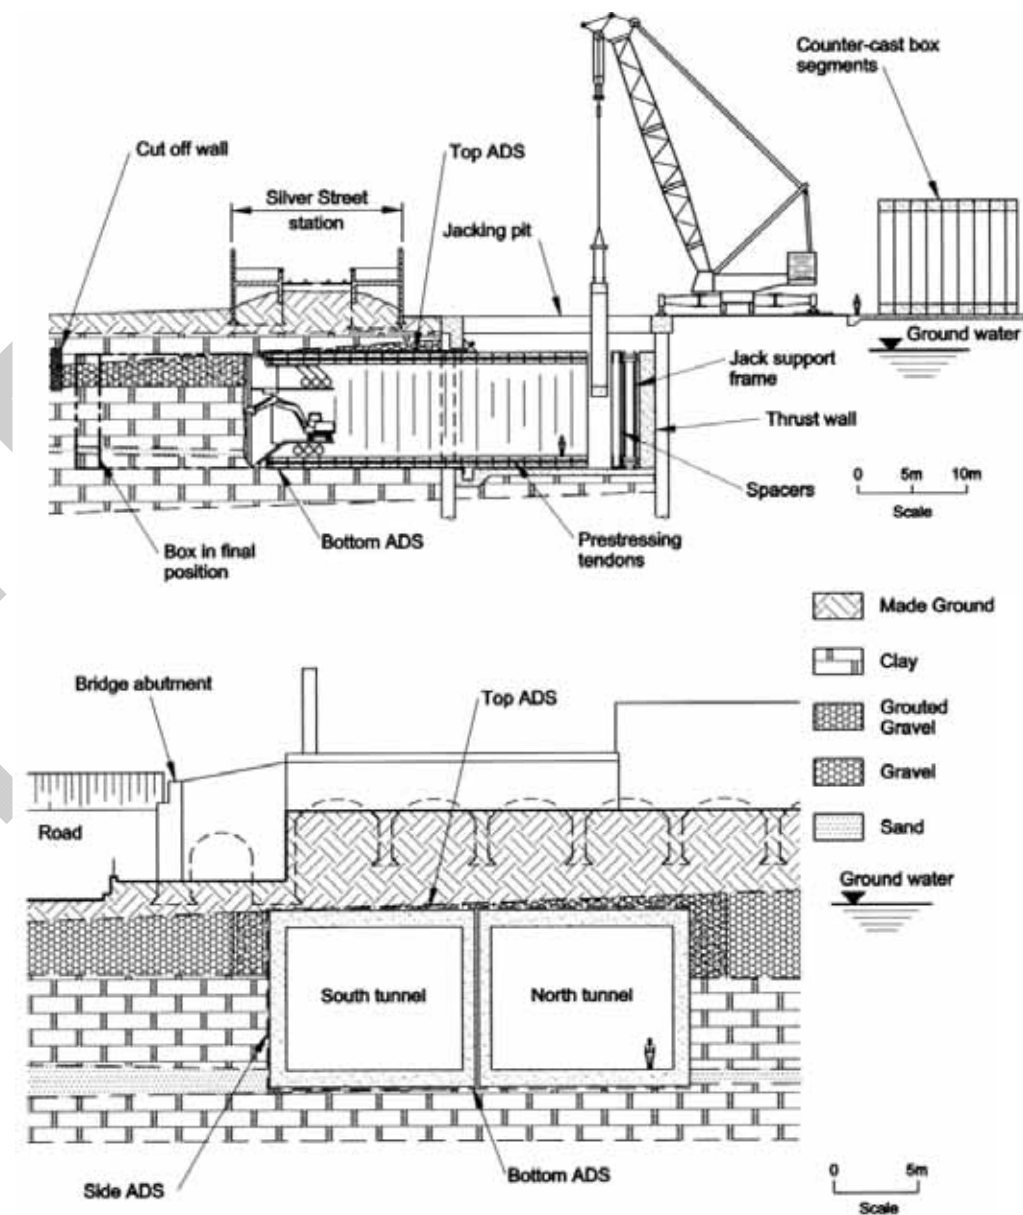 Counter-cast box
segments
Cut off wall
Top ADS
Silver Street
station
Jacking pit
Ground water
Jack support
frame
Thrust wall
0 5m 10m
Scale
Spacers
Bottom ADS
Prestressing
tendons
Box in final
position
Made Ground
Clay
Grouted
Gravel
Gravel
Sand
Bridge abutment
Top ADS
Road
Ground water
South tunnel
North tunnel
Side ADS
Bottom ADS
0 5m
Scale